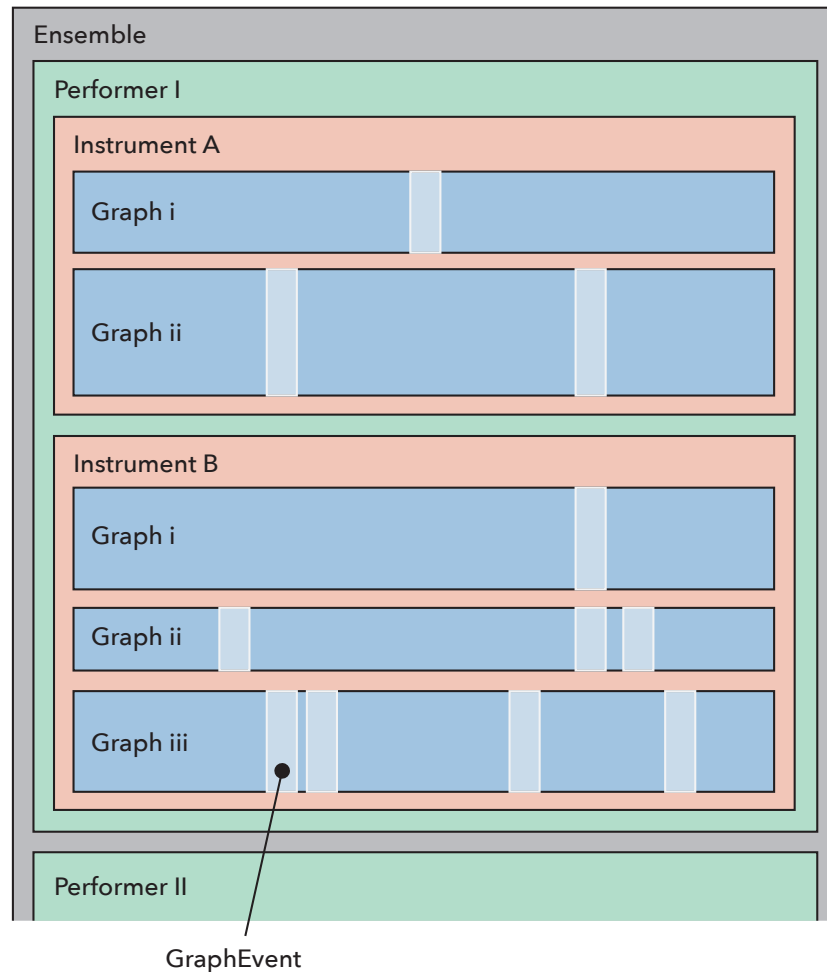 Ensemble
Performer I
Instrument A
Graph i
Graph ii
Instrument B
Graph i
Graph ii
Graph iii
Performer II
GraphEvent